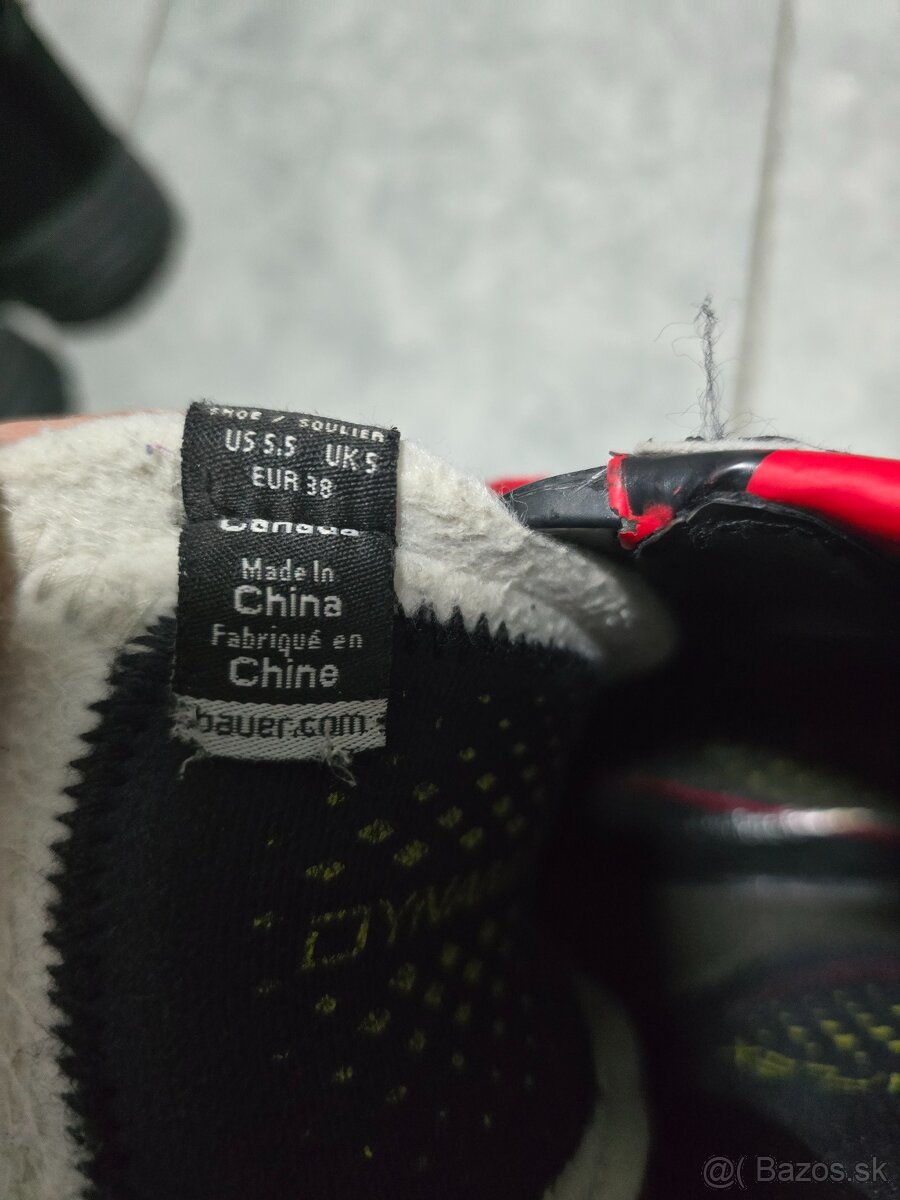 SHOE / SOULIER
US 5.5 UK 5
EUR 38
Canada
Made In
China
Fabriqué en
Chine
bauer.com
@( Bazos.sk